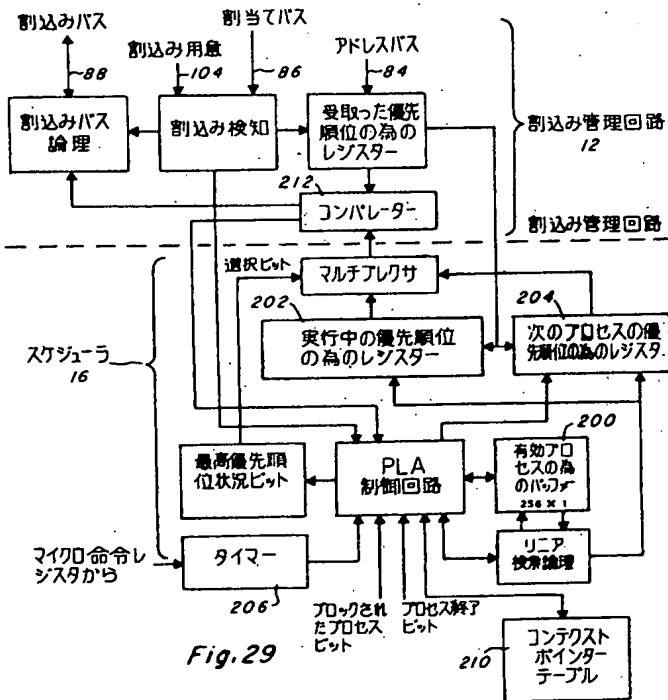 割込みバス
88
割込み用急
104
割当てバス
86
アドレスバス
84
割込みバス
論理
割込み検知
受取った優先
順位の為の
レジスター
割込み管理回路
12
212
コンパレーター
割込み管理回路
選択ビット
マルチプレクサ
202
実行中の優先順位
の為のレジスター
204
次のプロセスの優
先順位の為のレジスタ
スケジューラ
16
最高優先順
位状況ビット
PLA
制御回路
200
有効プロ
セスの為
のバッファ
256 × 1
リニア
検索論理
マイクロ命令レ
ジスタから
タイマー
206
ブロックされ
たプロセス
ビット
プロセス終了
ビット
210
コンテクスト
ポインター
テーブル
Fig.29